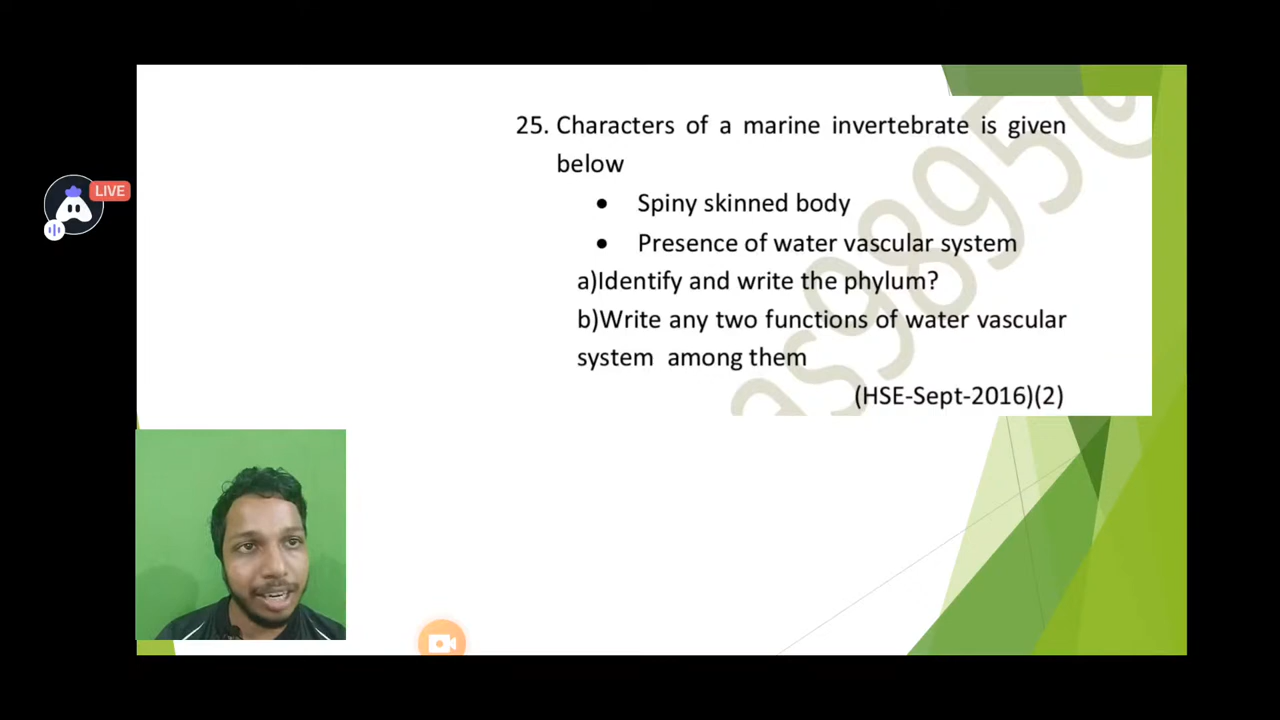 LIVE
25. Characters of a marine invertebrate is given
below
• Spiny skinned body
• Presence of water vascular system
a)Identify and write the phylum?
b)Write any two functions of water vascular
system among them
(HSE-Sept-2016)(2)
as9895@